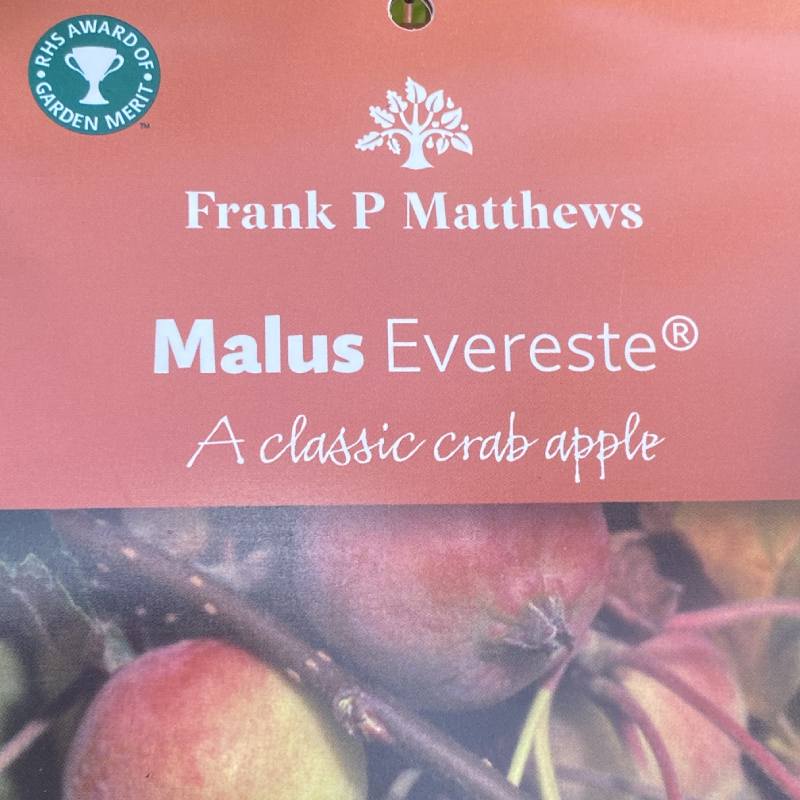 RHS AWARD OF
GARDEN MERIT
TM
Frank P Matthews
Malus Evereste®
A classic crab apple